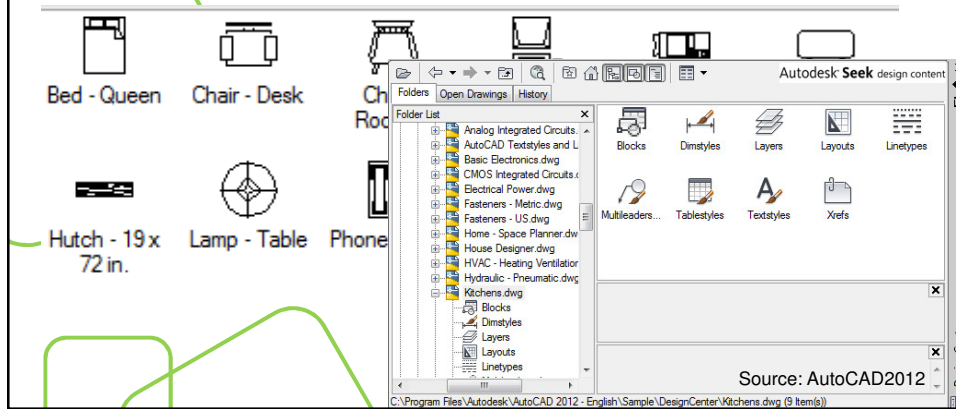 Bed - Queen
Chair - Desk
Ch
Roc
Hutch - 19 x
72 in.
Lamp - Table
Phone
Autodesk® Seek design content
Folders
Open Drawings
History
Folder List
Analog Integrated Circuits.
AutoCAD Textstyles and L
Basic Electronics.dwg
CMOS Integrated Circuits.
Electrical Power.dwg
Fasteners - Metric.dwg
Fasteners - US.dwg
Home - Space Planner.dw
House Designer.dwg
HVAC - Heating Ventilation
Hydraulic - Pneumatic.dwg
Kitchens.dwg
Blocks
Dimstyles
Layers
Layouts
Linetypes
Blocks
Dimstyles
Layers
Layouts
Linetypes
Multileaders...
Tablestyles
Textstyles
Xrefs
Source: AutoCAD2012
C:\Program Files\Autodesk\AutoCAD 2012 - English\Sample\DesignCenter\Kitchens.dwg (9 Item(s))